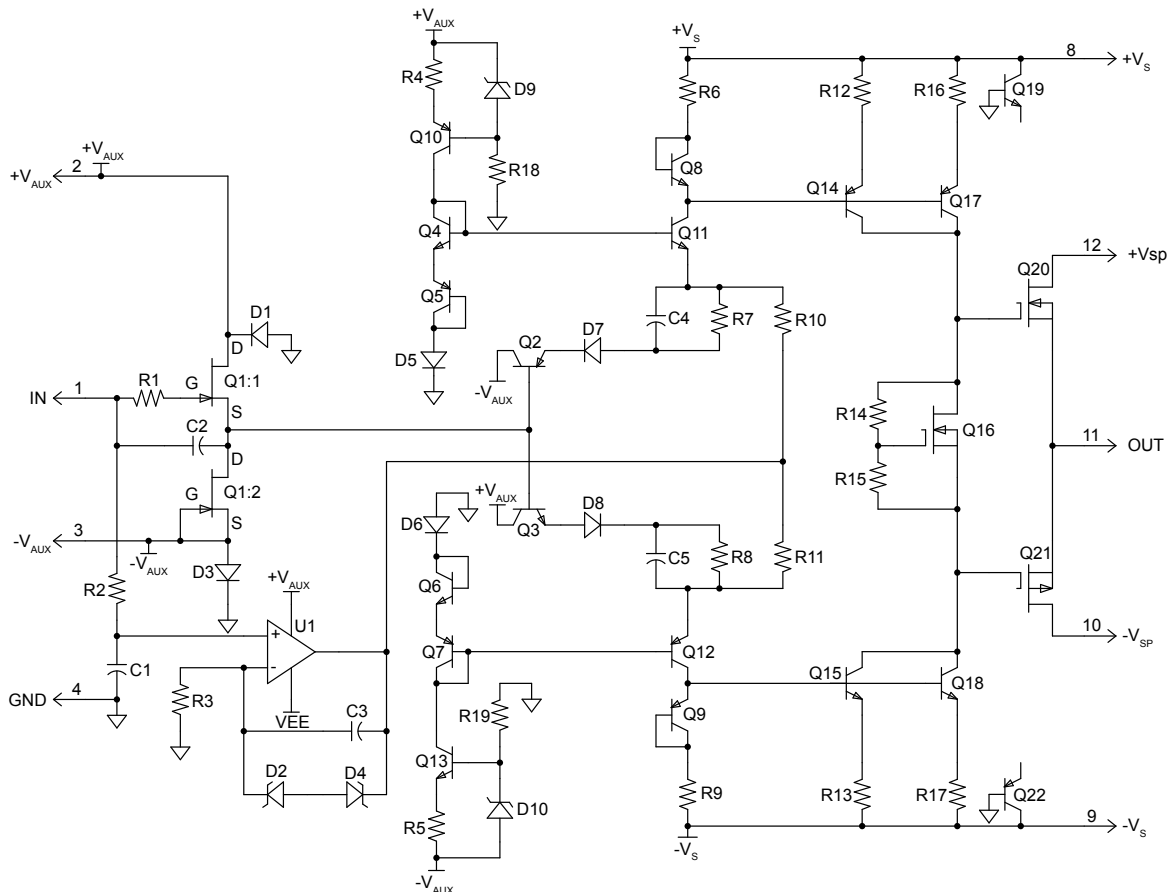 +VAUX
+VS
8
+VS
R4
D9
R6
R12
R16
Q19
Q10
+VAUX
2
+VAUX
R18
Q8
Q14
Q17
Q4
Q11
12
+Vsp
Q20
Q5
D1
C4
R7
R10
D
Q2
D7
D5
-VAUX
IN
1
R1
G
Q1:1
S
R14
Q16
C2
11
OUT
D
R15
G
Q1:2
+VAUX
D8
S
D6
Q3
3
-VAUX
-VAUX
C5
R8
R11
Q21
D3
R2
Q6
+VAUX
U1
10
-VSP
+
C1
-
Q7
Q12
Q15
Q18
4
GND
R3
VEE
R19
Q9
C3
Q13
D2
D4
R9
R13
R17
Q22
D10
R5
9
-VS
-VS
-VAUX